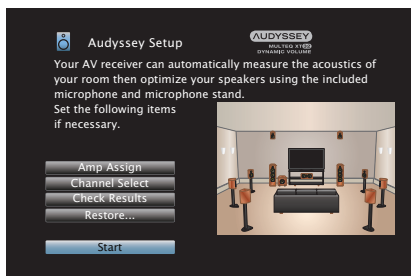 Audyssey Setup
AUDYSSEY
MULTEQ XT32
DYNAMIC VOLUME
Your AV receiver can automatically measure the acoustics of
your room then optimize your speakers using the included
microphone and microphone stand.
Set the following items
if necessary.
Amp Assign
Channel Select
Check Results
Restore...
Start